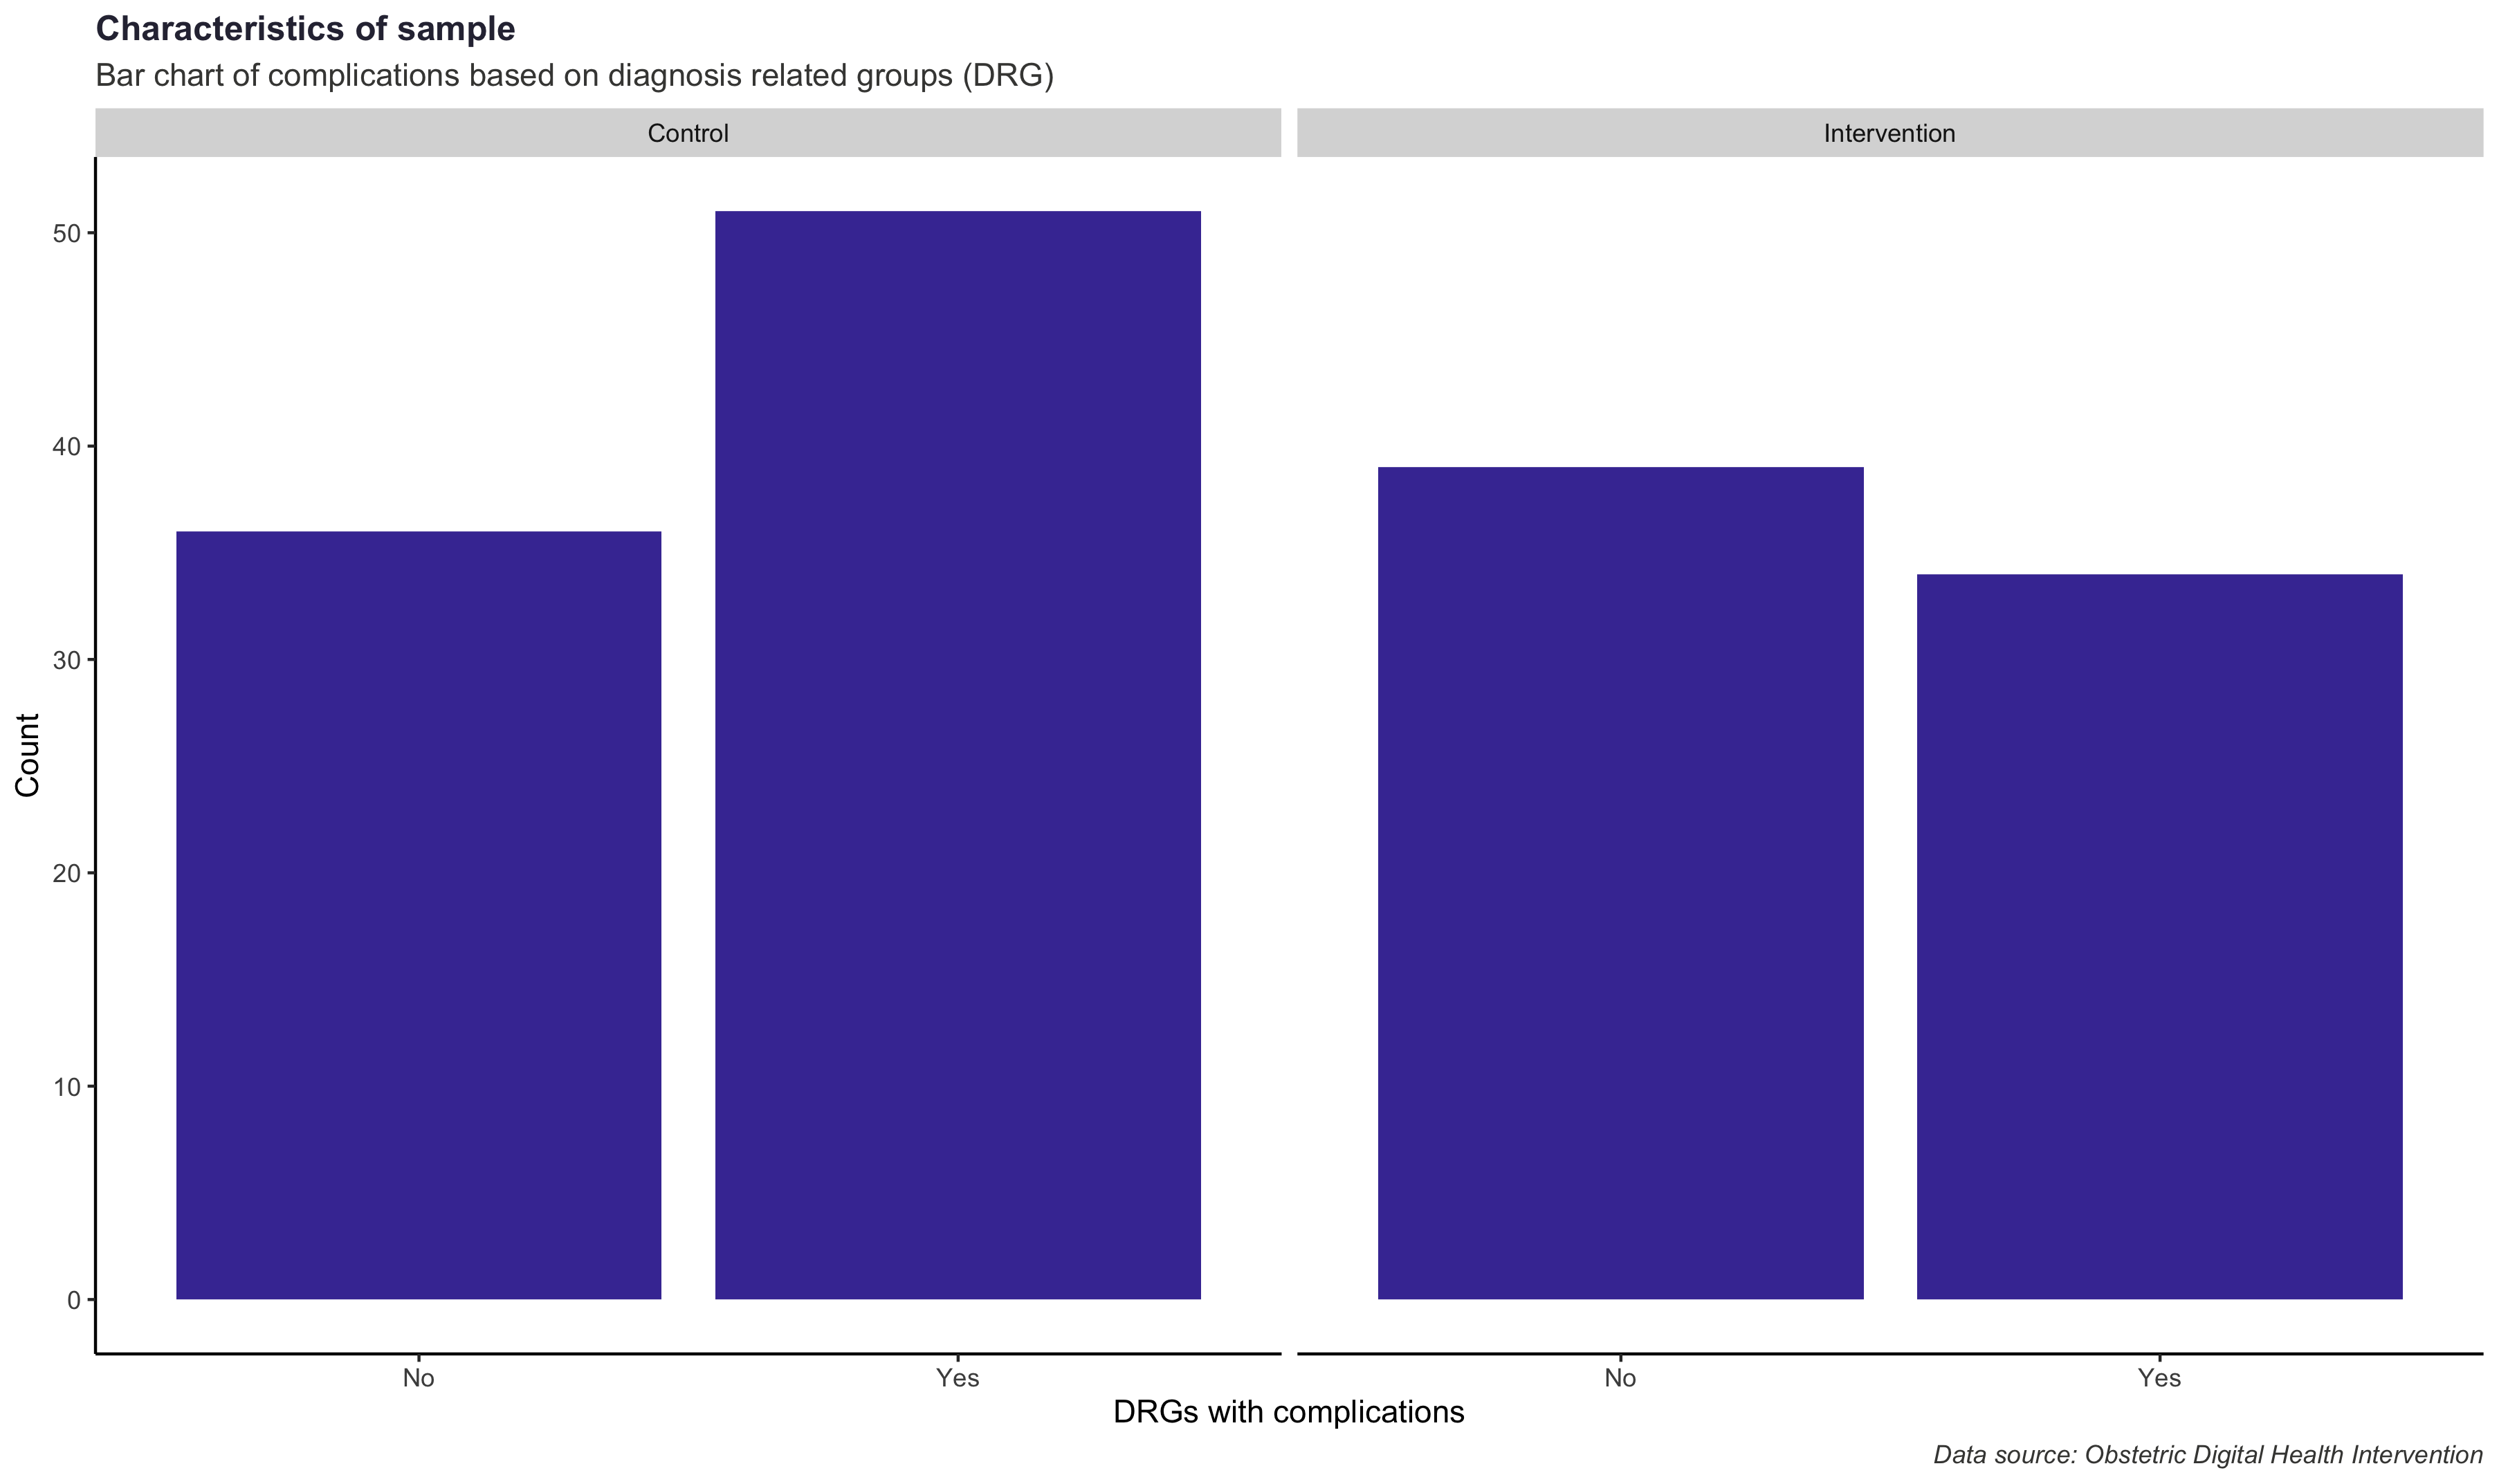 Characteristics of sample
Bar chart of complications based on diagnosis related groups (DRG)
Control
Intervention
50
40
30
20
10
0
Count
No
Yes
No
Yes
DRGs with complications
Data source: Obstetric Digital Health Intervention